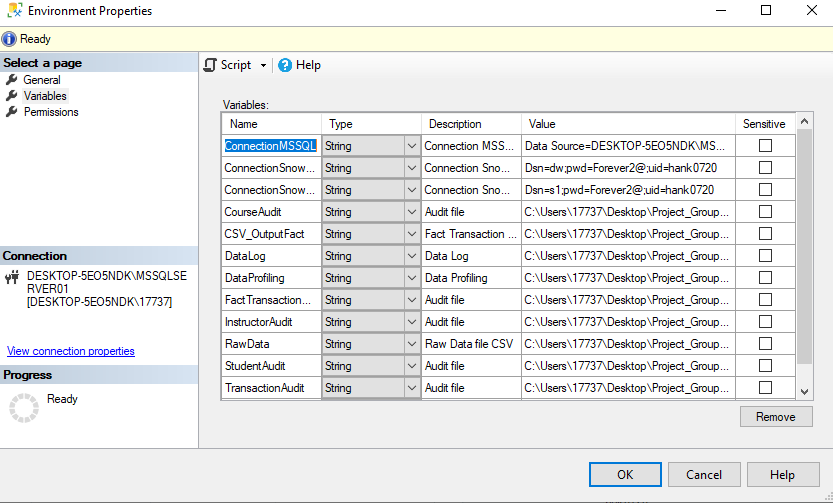 Environment Properties
Ready
Select a page
General
Variables
Permissions
Script Help
Variables:
Name Type Description Value Sensitive
ConnectionMSSQL String Connection MSS... Data Source=DESKTOP-5EO5NDK\MS...
ConnectionSnow... String Connection Sno... Dsn=dw;pwd=Forever2@;uid=hank0720
ConnectionSnow... String Connection Sno... Dsn=s1;pwd=Forever2@;uid=hank0720
CourseAudit String Audit file C:\Users\17737\Desktop\Project_Group...
CSV_OutputFact String Fact Transaction ... C:\Users\17737\Desktop\Project_Group...
DataLog String Data Log C:\Users\17737\Desktop\Project_Group...
DataProfiling String Data Profiling C:\Users\17737\Desktop\Project_Group...
FactTransaction... String Audit file C:\Users\17737\Desktop\Project_Group...
InstructorAudit String Audit file C:\Users\17737\Desktop\Project_Group...
RawData String Raw Data file CSV C:\Users\17737\Desktop\Project_Group...
StudentAudit String Audit file C:\Users\17737\Desktop\Project_Group...
TransactionAudit String Audit file C:\Users\17737\Desktop\Project_Group...
Connection
DESKTOP-5EO5NDK\MSSQLSE
RVER01
[DESKTOP-5EO5NDK\17737]
View connection properties
Progress
Ready
Remove
OK Cancel Help